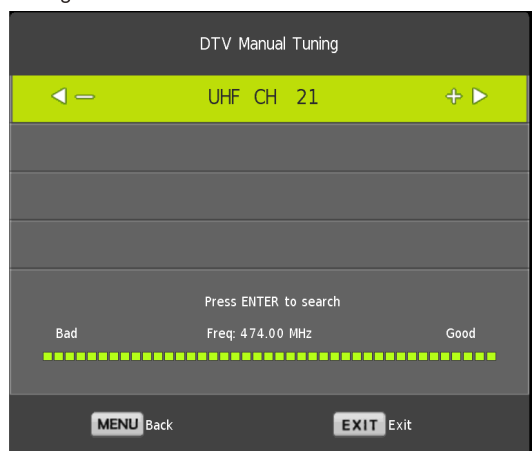 DTV Manual Tuning
UHF CH 21
Press ENTER to search
Bad Freq: 474.00 MHz Good
MENU Back EXIT Exit